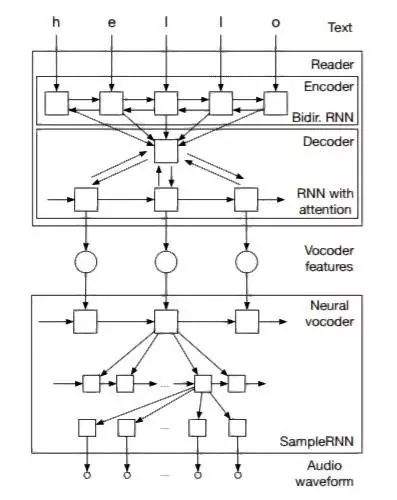 h e l l o
Text
Reader
Encoder
Bidir. RNN
Decoder
RNN with
attention
Vocoder
features
Neural
vocoder
...
...
SampleRNN
...
Audio
waveform